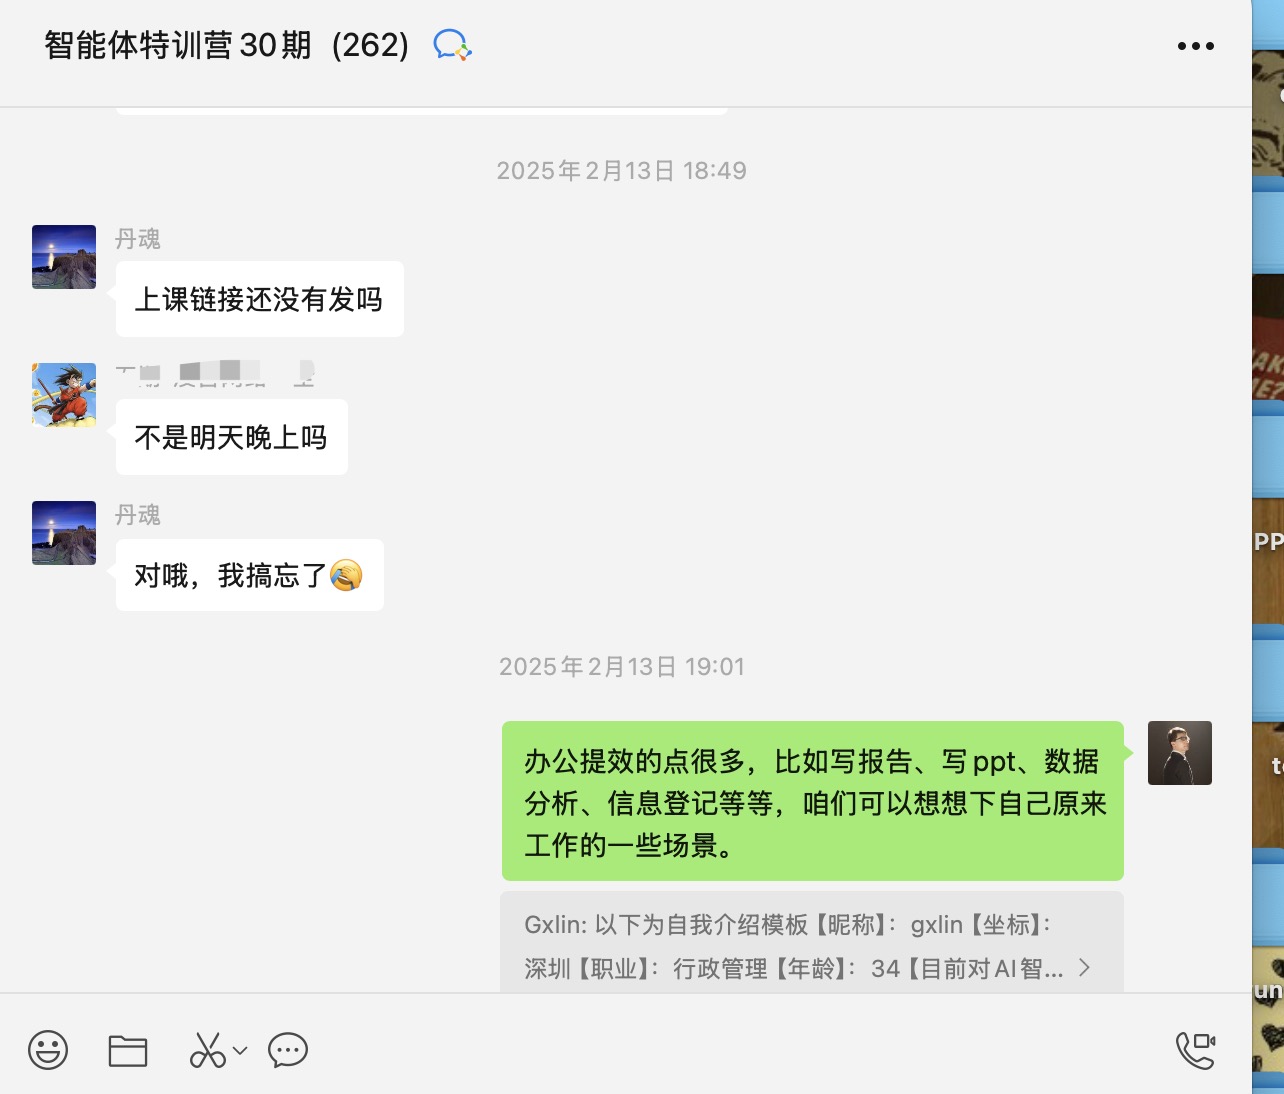 智能体特训营30期 (262)
2025年2月13日 18:49
丹魂
上课链接还没有发吗
不是明天晚上吗
丹魂
对哦，我搞忘了🤦
2025年2月13日 19:01
办公提效的点很多，比如写报告、写ppt、数据
分析、信息登记等等，咱们可以想想下自己原来
工作的一些场景。
Gxlin: 以下为自我介绍模板【昵称】：gxlin【坐标】：
深圳【职业】：行政管理【年龄】：34【目前对AI智...
PP